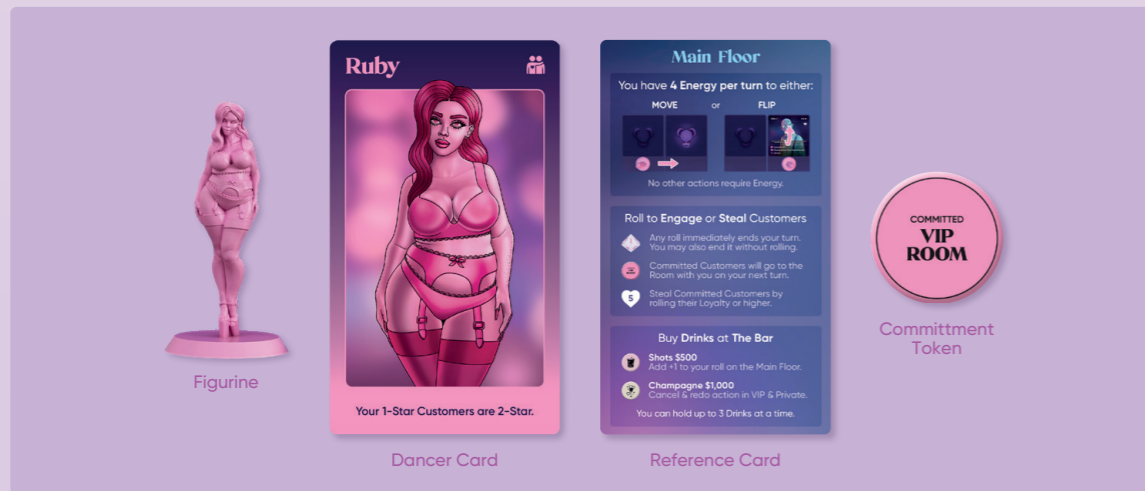 Ruby
Your 1-Star Customers are 2-Star.
Main Floor
You have 4 Energy per turn to either:
MOVE or FLIP
No other actions require Energy.
Roll to Engage or Steal Customers
Any roll immediately ends your turn.
You may also end it without rolling.
Committed Customers will go to the
Room with you on your next turn.
5
Steal Committed Customers by
rolling their Loyalty or higher.
Buy Drinks at The Bar
Shots $500
Add +1 to your roll on the Main Floor.
Champagne $1,000
Cancel & redo action in VIP & Private.
You can hold up to 3 Drinks at a time.
COMMITTED
VIP
ROOM
Figurine
Dancer Card
Reference Card
Committment
Token